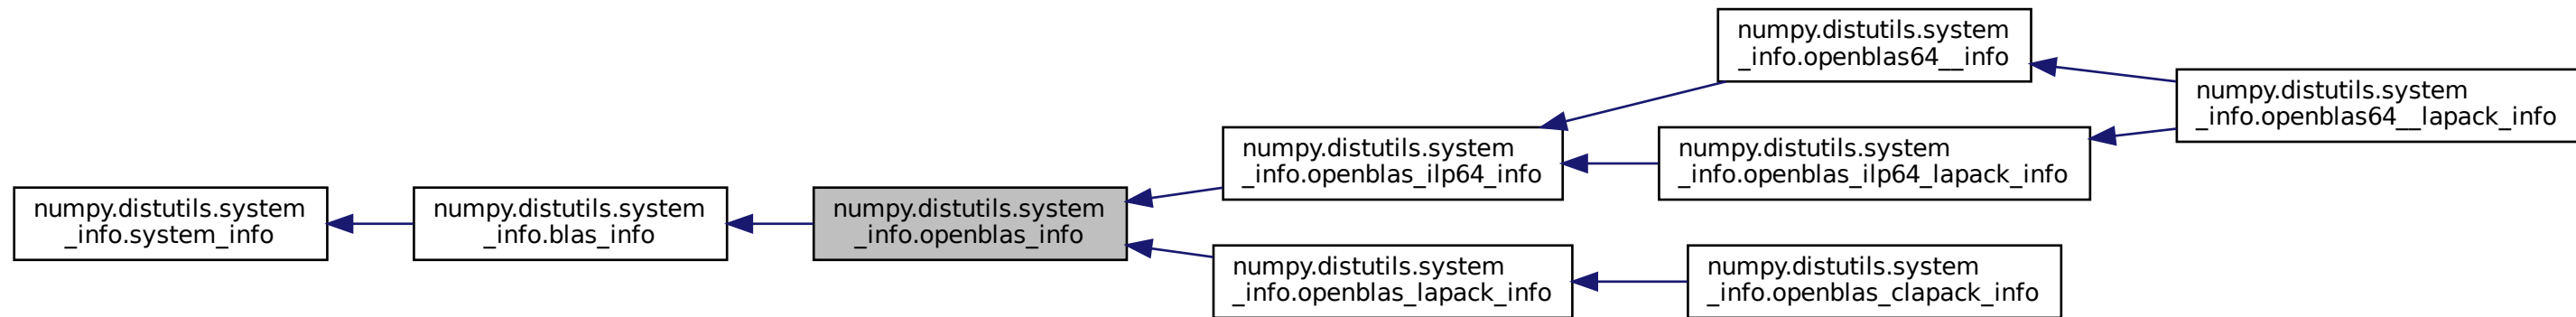 numpy.distutils.system
_info.system_info
numpy.distutils.system
_info.blas_info
numpy.distutils.system
_info.openblas_info
numpy.distutils.system
_info.openblas_ilp64_info
numpy.distutils.system
_info.openblas64__info
numpy.distutils.system
_info.openblas_ilp64_lapack_info
numpy.distutils.system
_info.openblas64__lapack_info
numpy.distutils.system
_info.openblas_lapack_info
numpy.distutils.system
_info.openblas_clapack_info